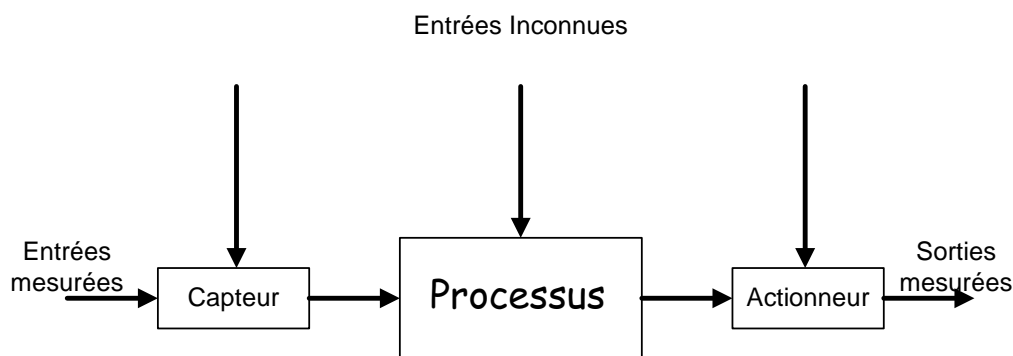 Entrées Inconnues
Entrées
mesurées
Capteur
Processus
Actionneur
Sorties
mesurées